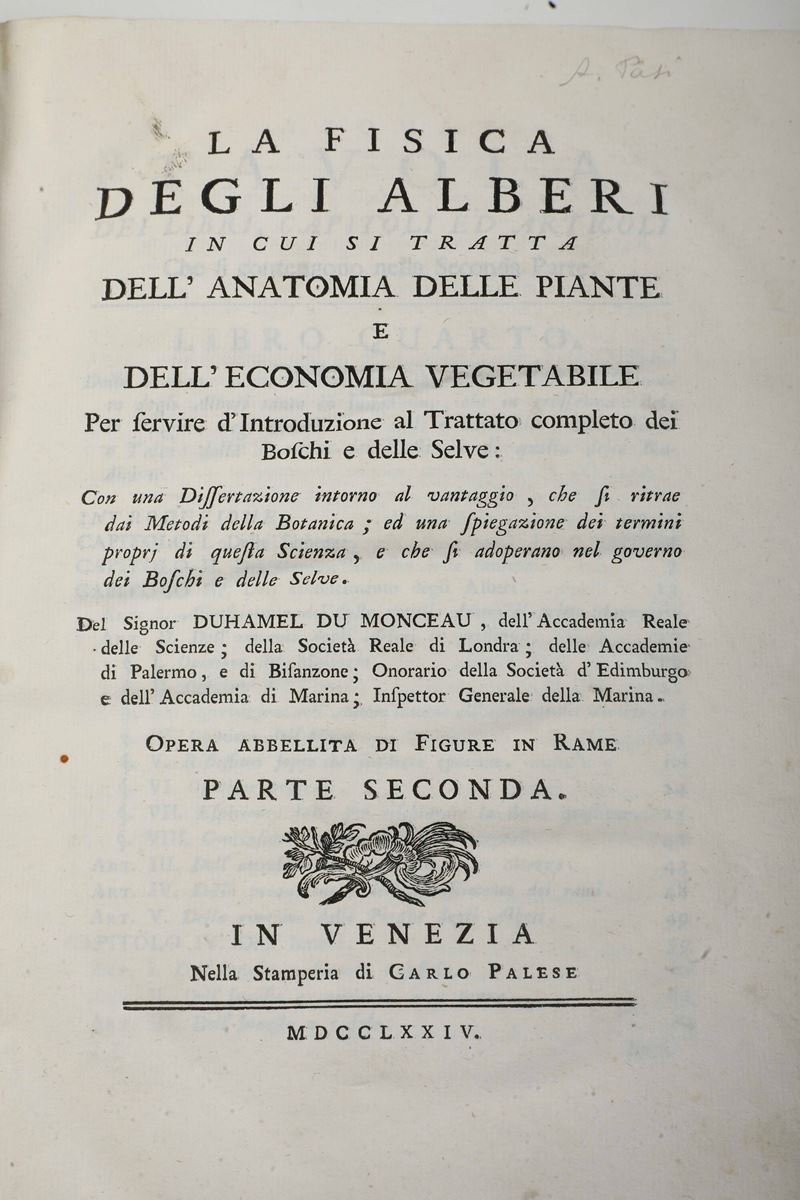 A. Pasi
LA FISICA
DEGLI ALBERI
IN CUI SI TRATTA
DELL' ANATOMIA DELLE PIANTE
E
DELL' ECONOMIA VEGETABILE
Per ſervire d'Introduzione al Trattato completo dei
Boſchi e delle Selve:
Con una Diſſertazione intorno al vantaggio, che ſi ritrae
dai Metodi della Botanica; ed una ſpiegazione dei termini
proprj di queſta Scienza, e che ſi adoperano nel governo
dei Boſchi e delle Selve.
Del Signor DUHAMEL DU MONCEAU, dell' Accademia Reale
delle Scienze; della Società Reale di Londra; delle Accademie
di Palermo, e di Biſanzone; Onorario della Società d'Edimburgo
e dell' Accademia di Marina; Inſpettor Generale della Marina.
OPERA ABBELLITA DI FIGURE IN RAME
PARTE SECONDA.
IN VENEZIA
Nella Stamperia di CARLO PALESE
MDCCLXXIV.